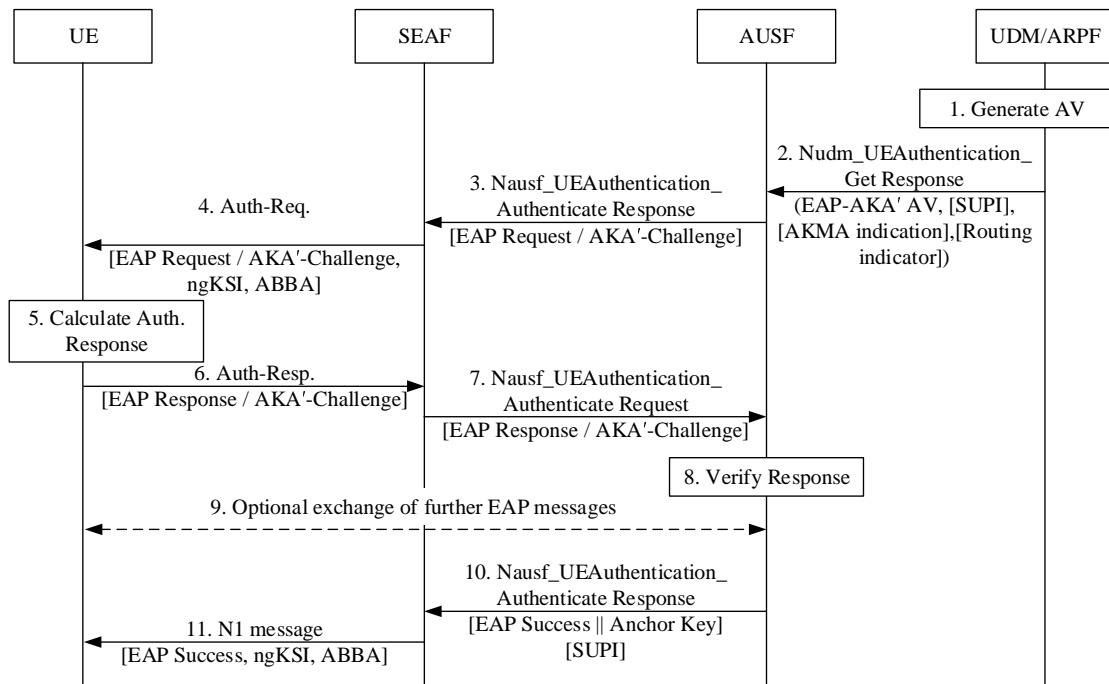 UE
SEAF
AUSF
UDM/ARPF
1. Generate AV
2. Nudm_UEAuthentication_
Get Response
(EAP-AKA′ AV, [SUPI],
[AKMA indication],[Routing
indicator])
3. Nausf_UEAuthentication_
Authenticate Response
[EAP Request / AKA′-Challenge]
4. Auth-Req.
[EAP Request / AKA′-Challenge,
ngKSI, ABBA]
5. Calculate Auth.
Response
6. Auth-Resp.
[EAP Response / AKA′-Challenge]
7. Nausf_UEAuthentication_
Authenticate Request
[EAP Response / AKA′-Challenge]
8. Verify Response
9. Optional exchange of further EAP messages
10. Nausf_UEAuthentication_
Authenticate Response
[EAP Success || Anchor Key]
[SUPI]
11. N1 message
[EAP Success, ngKSI, ABBA]